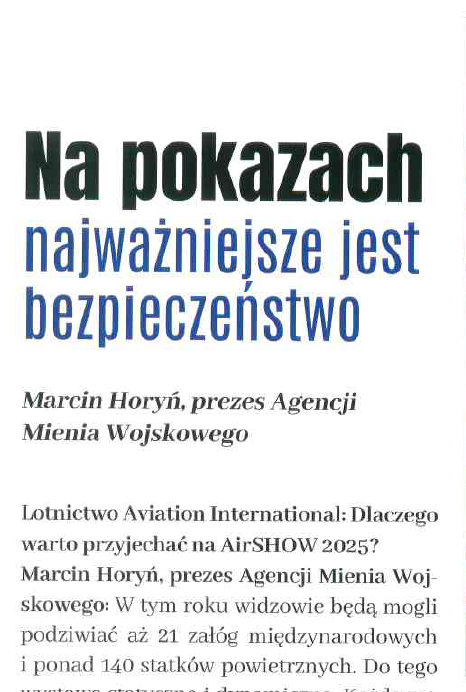 Na pokazach
najważniejsze jest
bezpieczeństwo
Marcin Horyń, prezes Agencji
Mienia Wojskowego
Lotnictwo Aviation International: Dlaczego
warto przyjechać na AirSHOW 2025?
Marcin Horyń, prezes Agencji Mienia Woj-
skowego: W tym roku widzowie będą mogli
podziwiać aż 21 załóg międzynarodowych
i ponad 140 statków powietrznych. Do tego